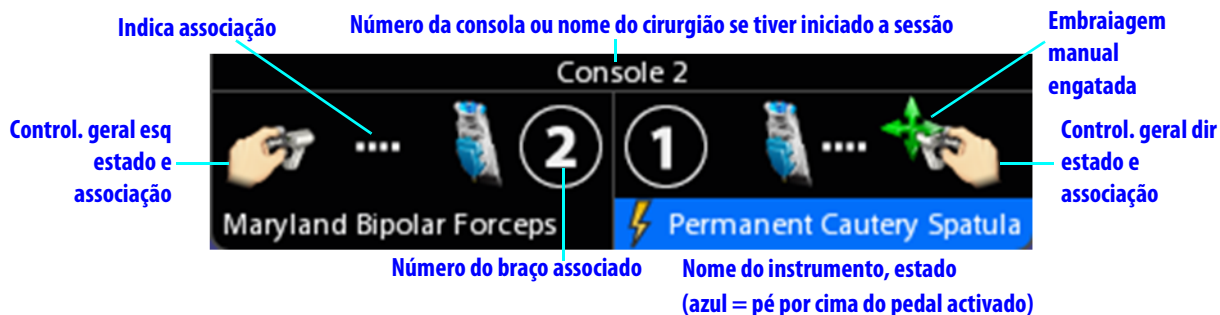 Indica associação
Número da consola ou nome do cirurgião se tiver iniciado a sessão
Embraiagem
manual
engatada
Console 2
Control. geral esq
estado e
associação
2
1
Control. geral dir
estado e
associação
Maryland Bipolar Forceps
Permanent Cautery Spatula
Número do braço associado
Nome do instrumento, estado
(azul = pé por cima do pedal activado)